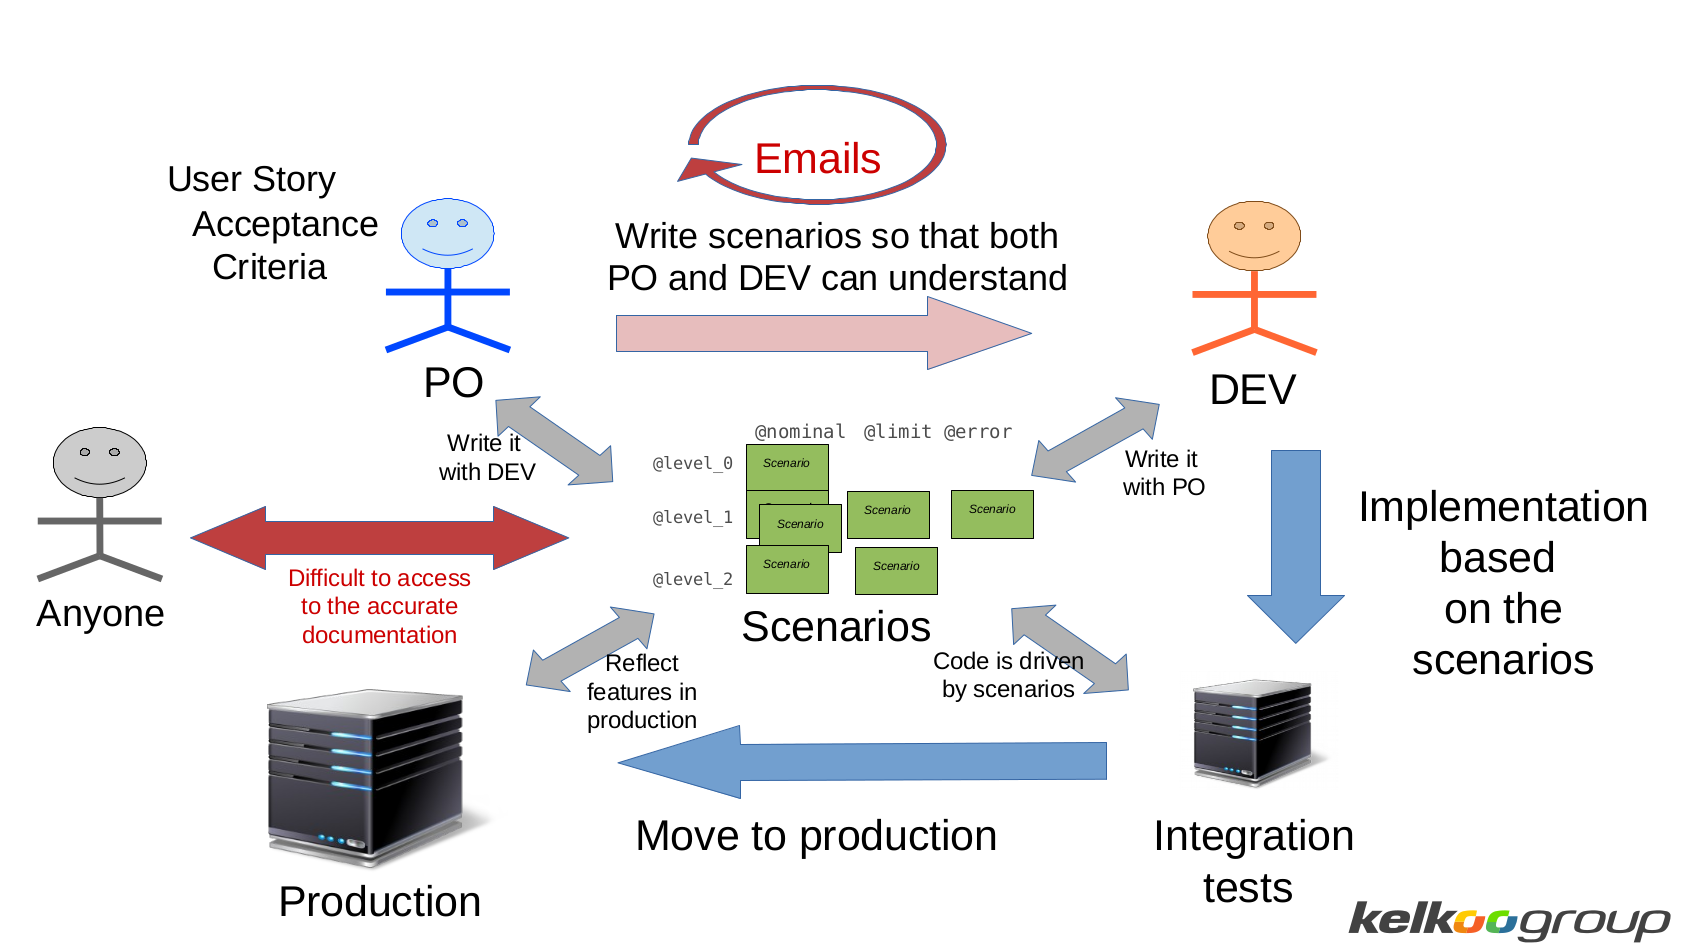 Emails
User Story
Acceptance
Criteria
Write scenarios so that both
PO and DEV can understand
PO
DEV
@nominal @limit @error
Write it
with DEV
@level_0
Scenario
Write it
with PO
@level_1
Scenario
Scenario
Scenario
@level_2
Scenario
Scenario
Implementation
based
on the
scenarios
Anyone
Difficult to access
to the accurate
documentation
Scenarios
Reflect
features in
production
Code is driven
by scenarios
Move to production
Integration
tests
Production
kelkoogroup